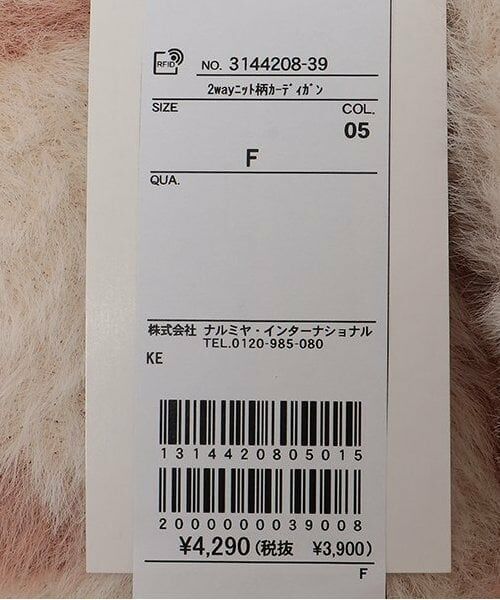 RFID NO. 3144208-39
2wayﾆｯﾄ柄ｶｰﾃﾞｨｶﾞﾝ
SIZE COL.
05
F
QUA.
株式会社 ナルミヤ・インターナショナル
TEL.0120-985-080
KE
1314420805015
2000000039008
¥4,290(税抜 ¥3,900)
F